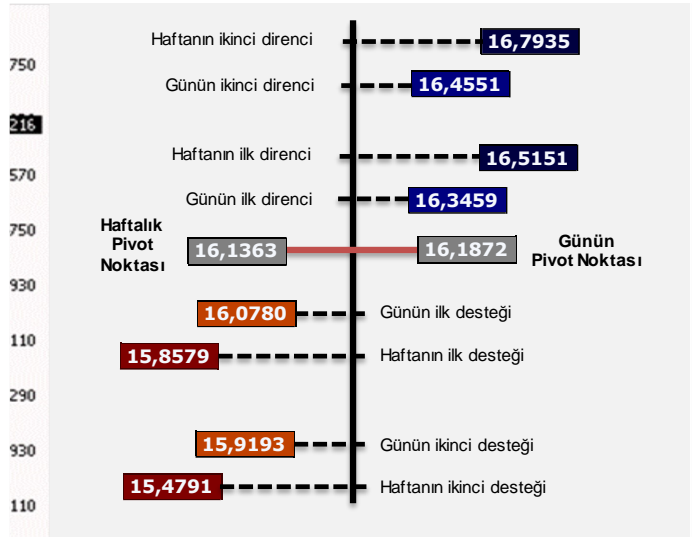 Haftanın ikinci direnci
16,7935
750
Günün ikinci direnci
16,4551
216
Haftanın ilk direnci
16,5151
570
Günün ilk direnci
16,3459
750
Haftalık
Pivot
Noktası
16,1363
16,1872
Günün
Pivot Noktası
930
16,0780
Günün ilk desteği
110
15,8579
Haftanın ilk desteği
290
15,9193
Günün ikinci desteği
930
15,4791
Haftanın ikinci desteği
110